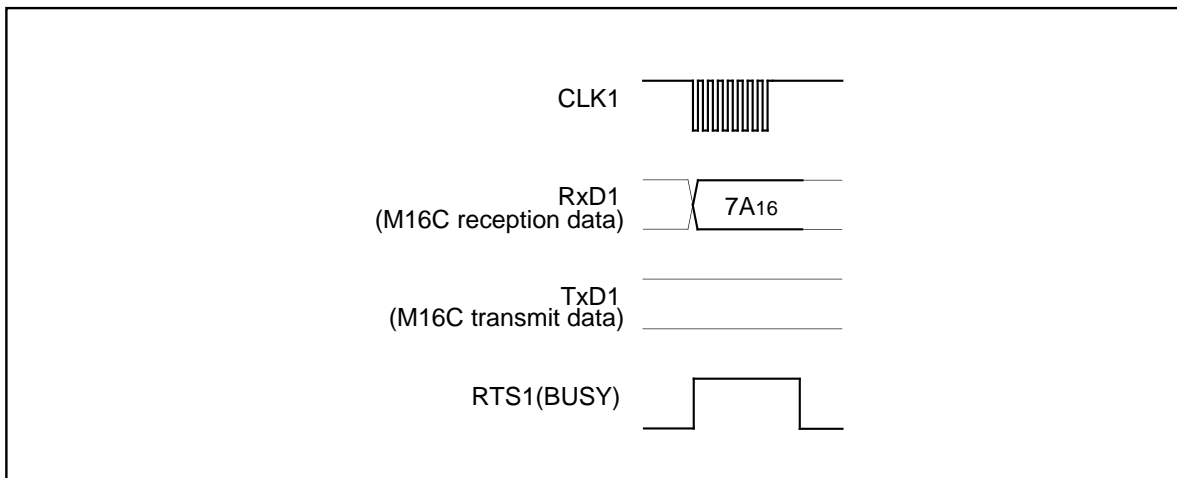 CLK1
RxD1
(M16C reception data)
7A16
TxD1
(M16C transmit data)
RTS1(BUSY)